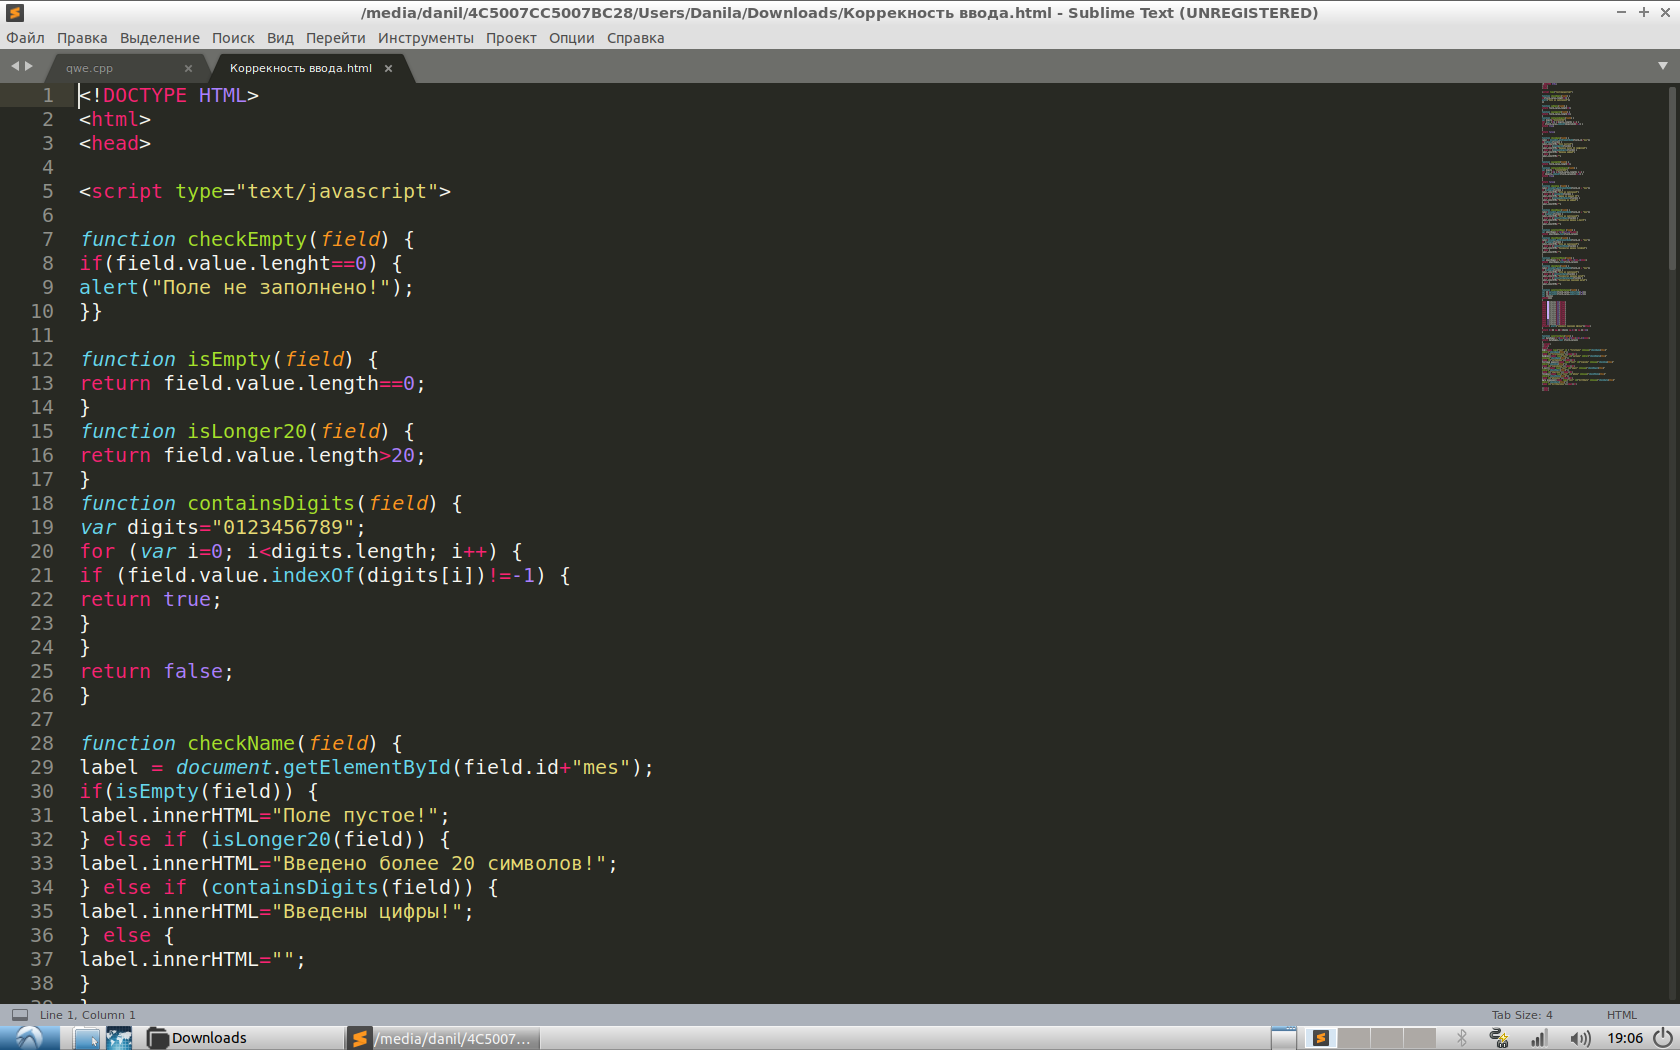 /media/danil/4C5007CC5007BC28/Users/Danila/Downloads/Коррекность ввода.html - Sublime Text (UNREGISTERED)
Файл Правка Выделение Поиск Вид Перейти Инструменты Проект Опции Справка
qwe.cpp Коррекность ввода.html
1 <!DOCTYPE HTML>
2 <html>
3 <head>
4
5 <script type="text/javascript">
6
7 function checkEmpty(field) {
8 if(field.value.lenght==0) {
9 alert("Поле не заполнено!");
10 }}
11
12 function isEmpty(field) {
13 return field.value.length==0;
14 }
15 function isLonger20(field) {
16 return field.value.length>20;
17 }
18 function containsDigits(field) {
19 var digits="0123456789";
20 for (var i=0; i<digits.length; i++) {
21 if (field.value.indexOf(digits[i])!=-1) {
22 return true;
23 }
24 }
25 return false;
26 }
27
28 function checkName(field) {
29 label = document.getElementById(field.id+"mes");
30 if(isEmpty(field)) {
31 label.innerHTML="Поле пустое!";
32 } else if (isLonger20(field)) {
33 label.innerHTML="Введено более 20 символов!";
34 } else if (containsDigits(field)) {
35 label.innerHTML="Введены цифры!";
36 } else {
37 label.innerHTML="";
38 }
39 }
Line 1, Column 1 Tab Size: 4 HTML
Downloads /media/danil/4C5007... 19:06